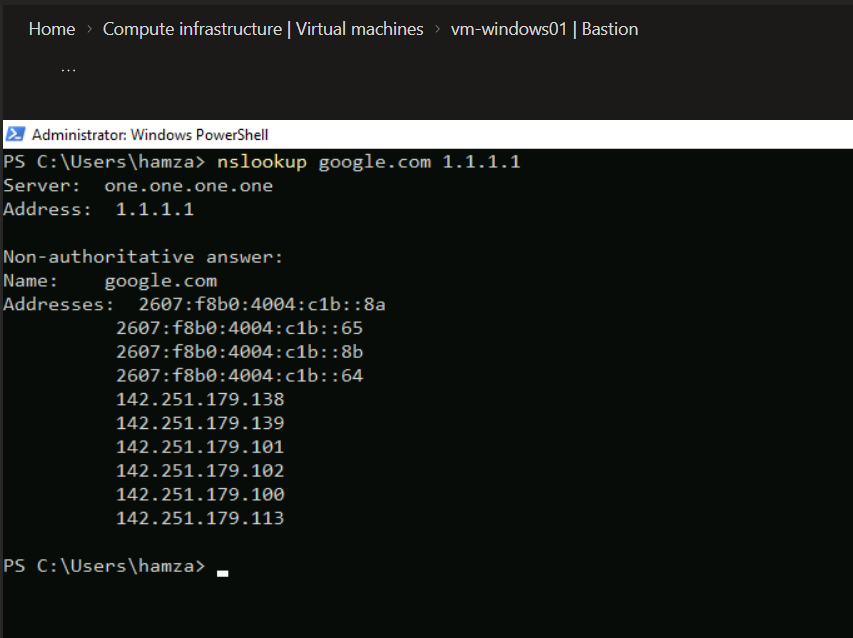 Home > Compute infrastructure | Virtual machines > vm-windows01 | Bastion
...
Administrator: Windows PowerShell
PS C:\Users\hamza> nslookup google.com 1.1.1.1
Server:  one.one.one.one
Address:  1.1.1.1
Non-authoritative answer:
Name:    google.com
Addresses:  2607:f8b0:4004:c1b::8a
2607:f8b0:4004:c1b::65
2607:f8b0:4004:c1b::8b
2607:f8b0:4004:c1b::64
142.251.179.138
142.251.179.139
142.251.179.101
142.251.179.102
142.251.179.100
142.251.179.113
PS C:\Users\hamza>